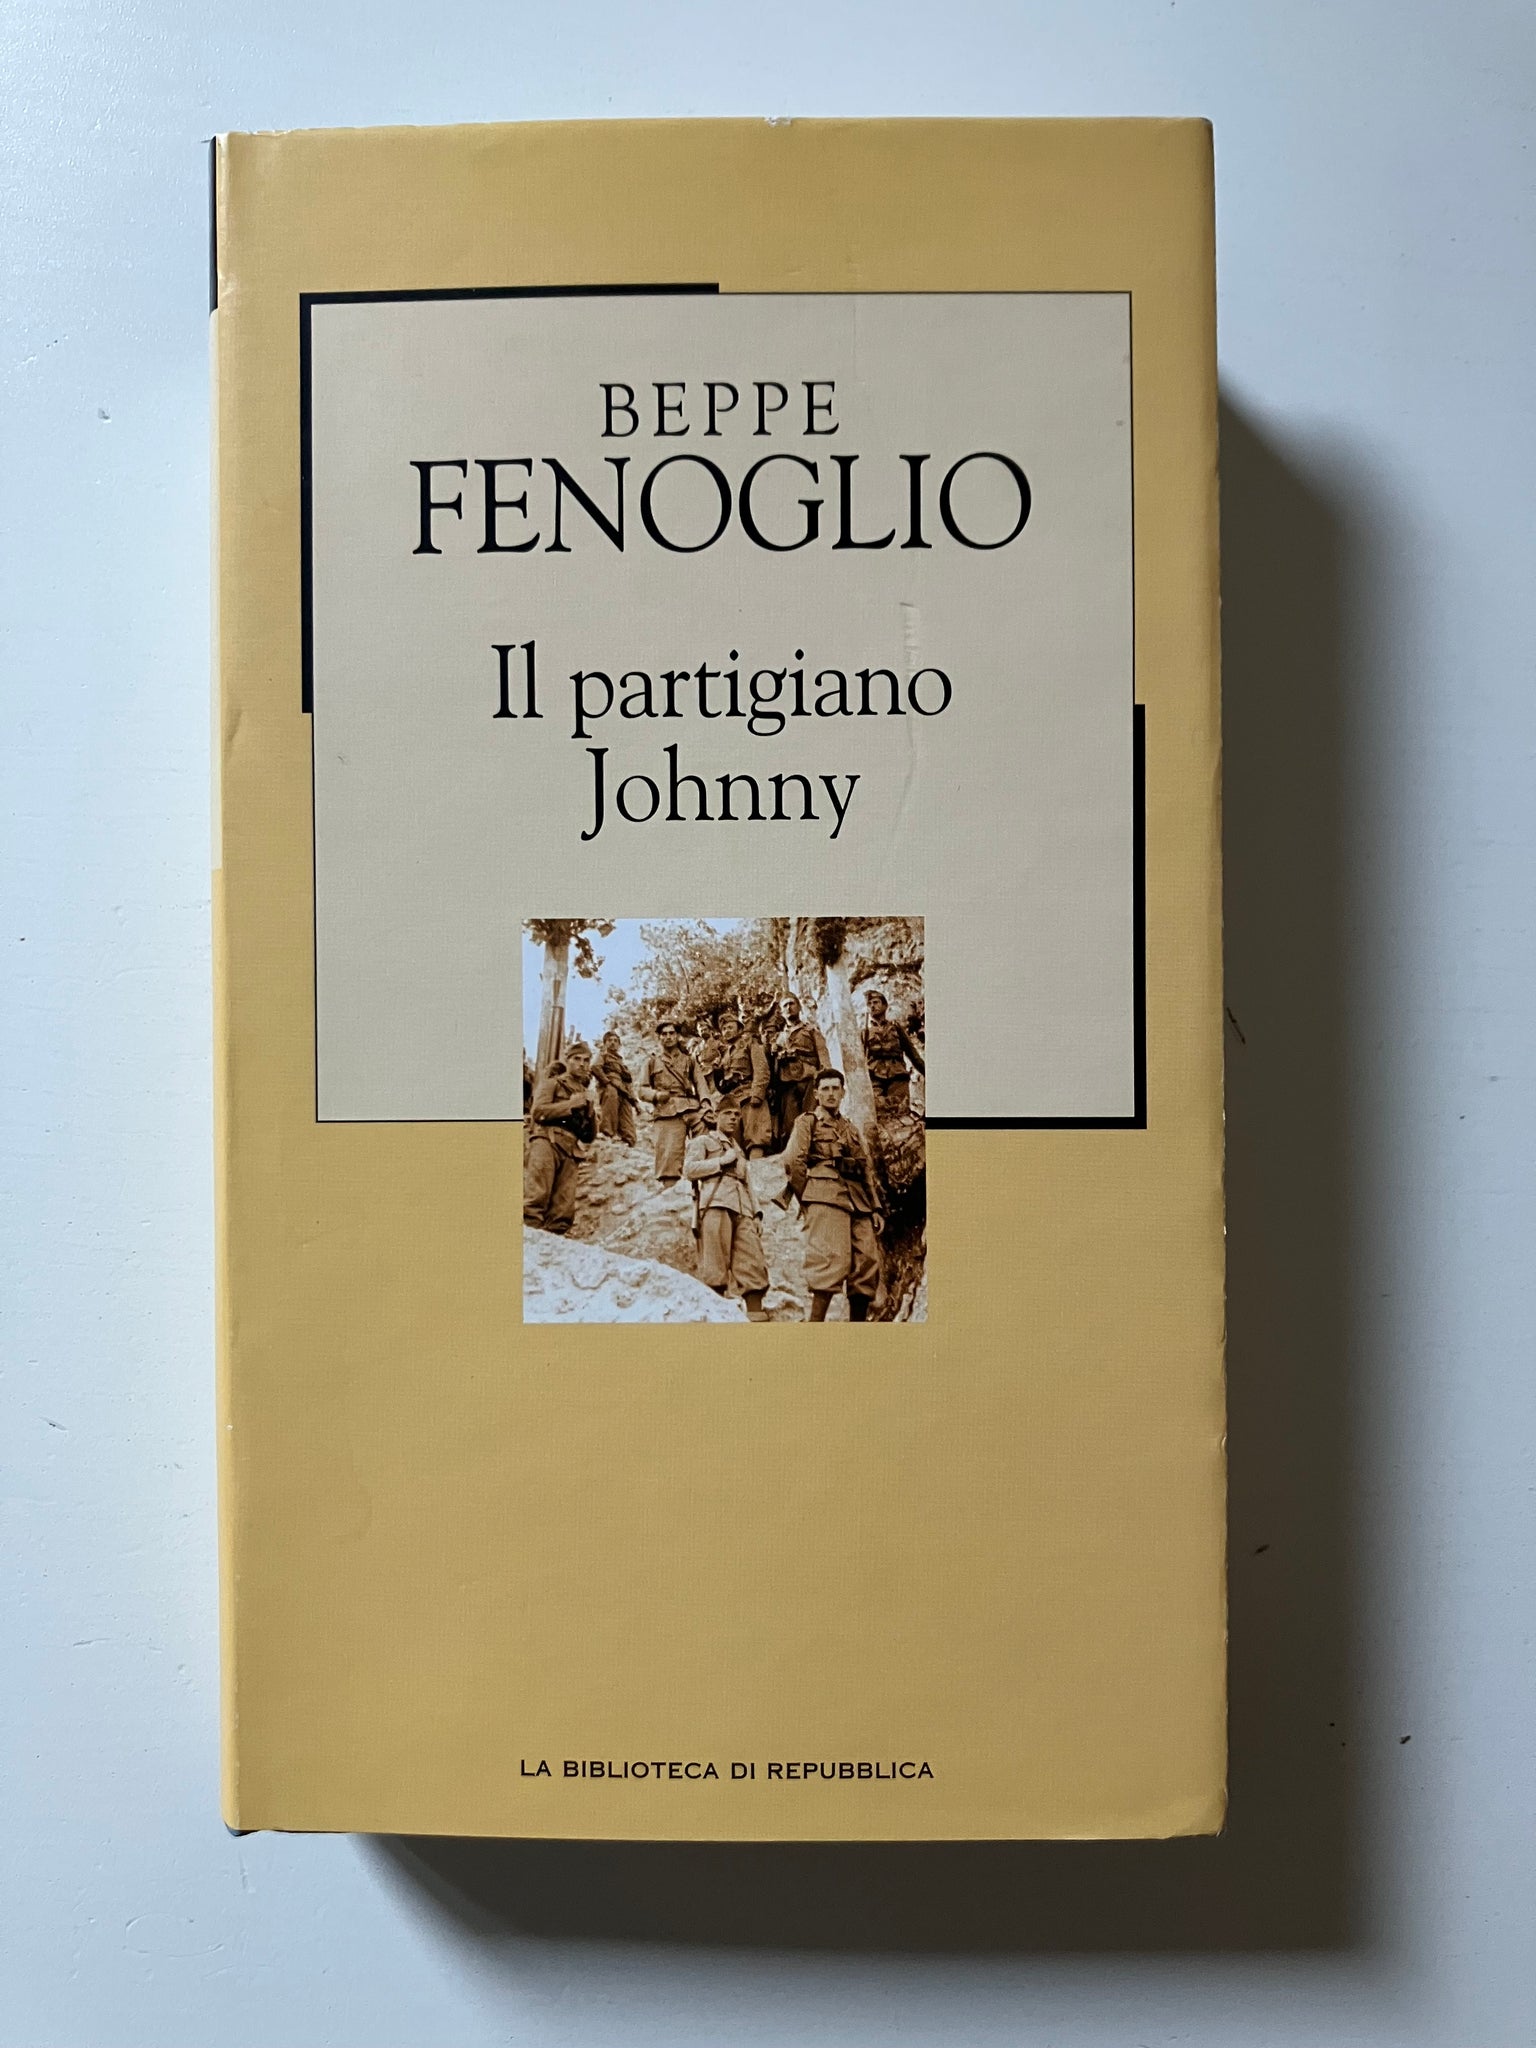 BEPPE
FENOGLIO
Il partigiano
Johnny
LA BIBLIOTECA DI REPUBBLICA